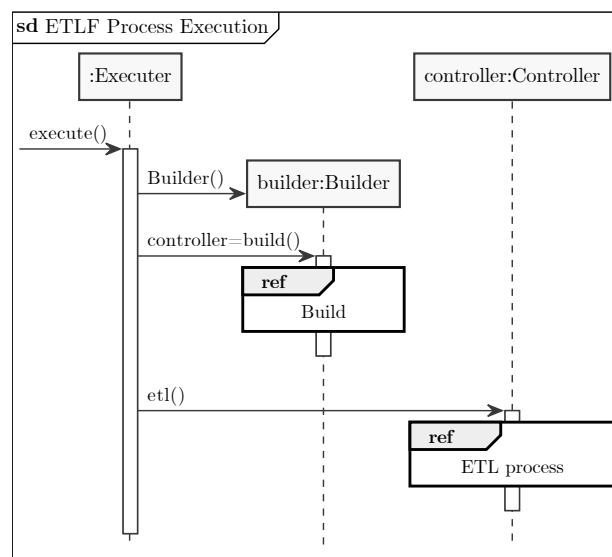 sd ETLF Process Execution
:Executer
controller:Controller
execute()
Builder()
builder:Builder
controller=build()
ref
Build
etl()
ref
ETL process